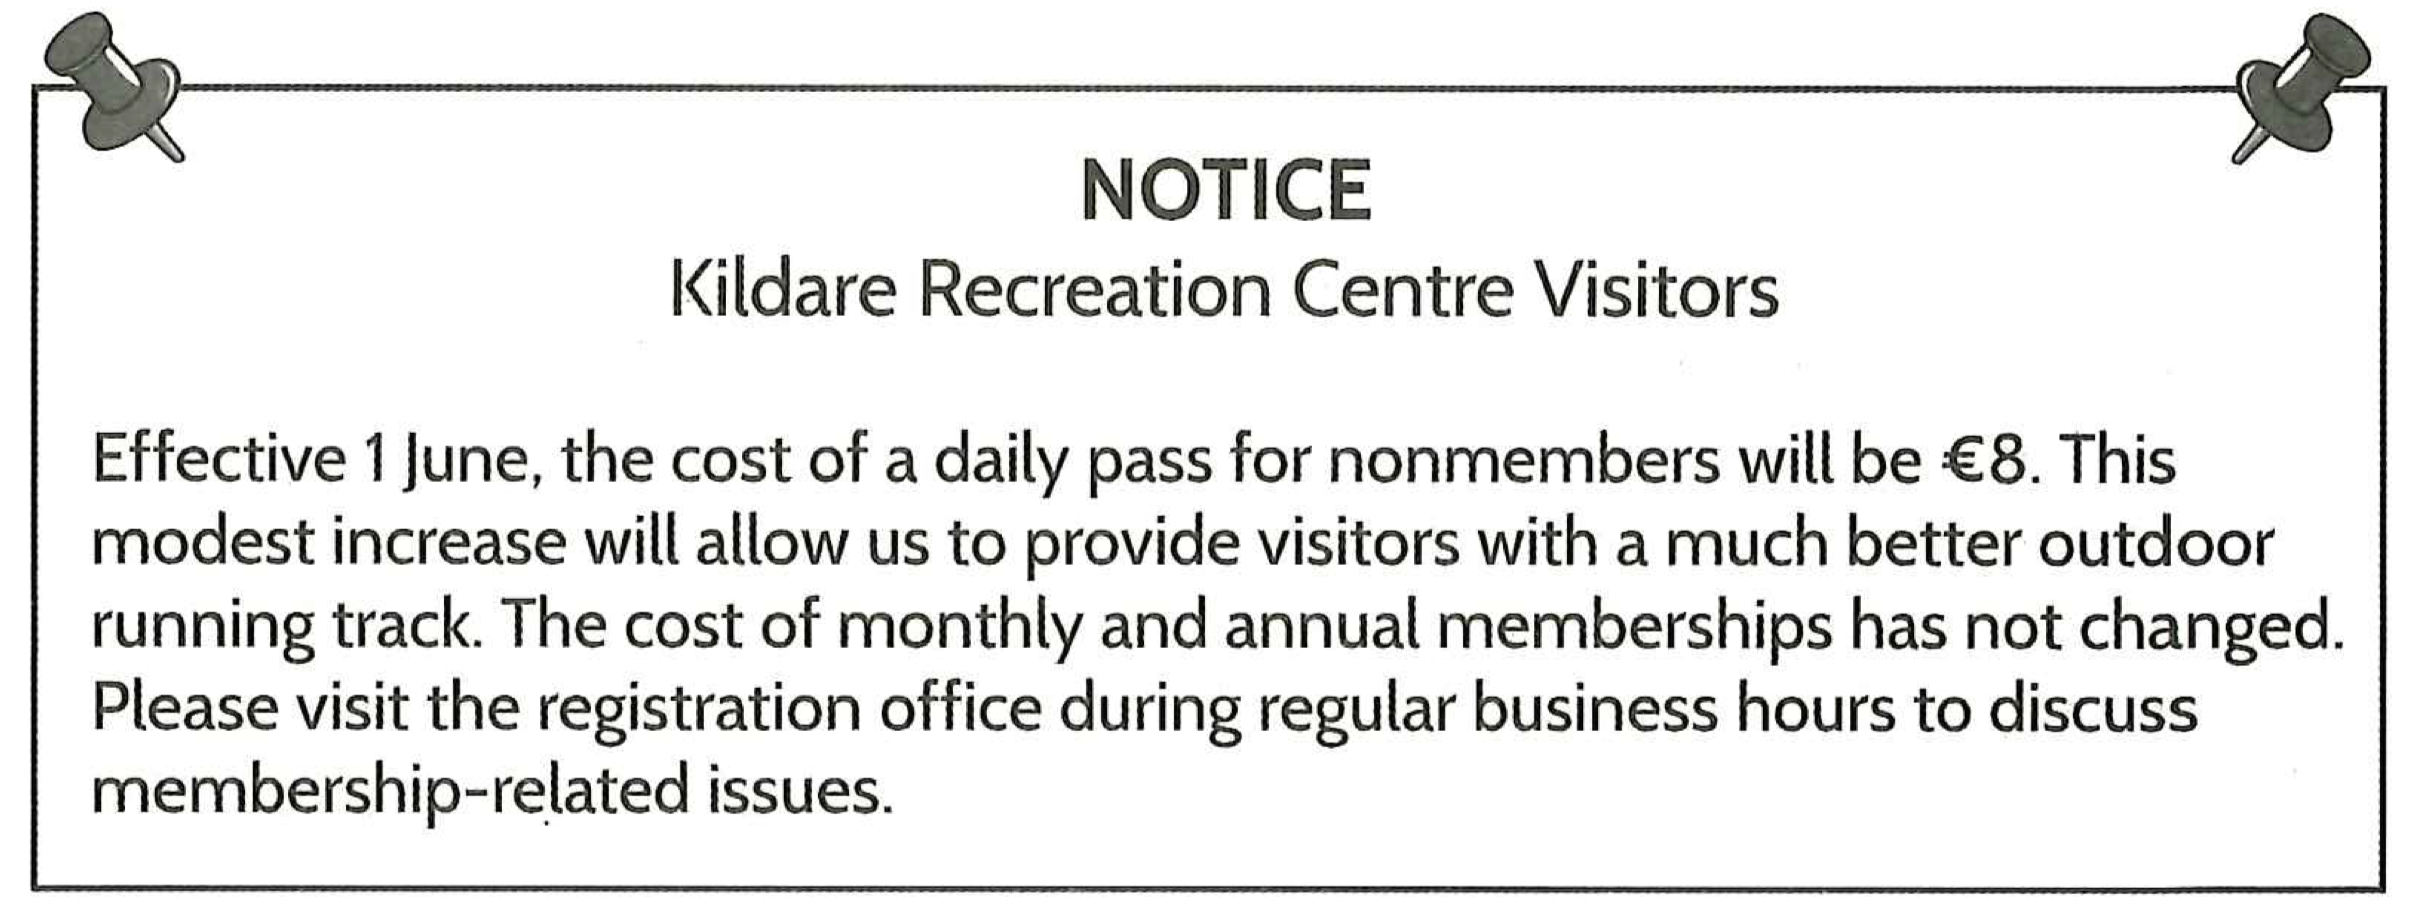 NOTICE
Kildare Recreation Centre Visitors
Effective 1 June, the cost of a daily pass for nonmembers will be €8. This
modest increase will allow us to provide visitors with a much better outdoor
running track. The cost of monthly and annual memberships has not changed.
Please visit the registration office during regular business hours to discuss
membership-related issues.